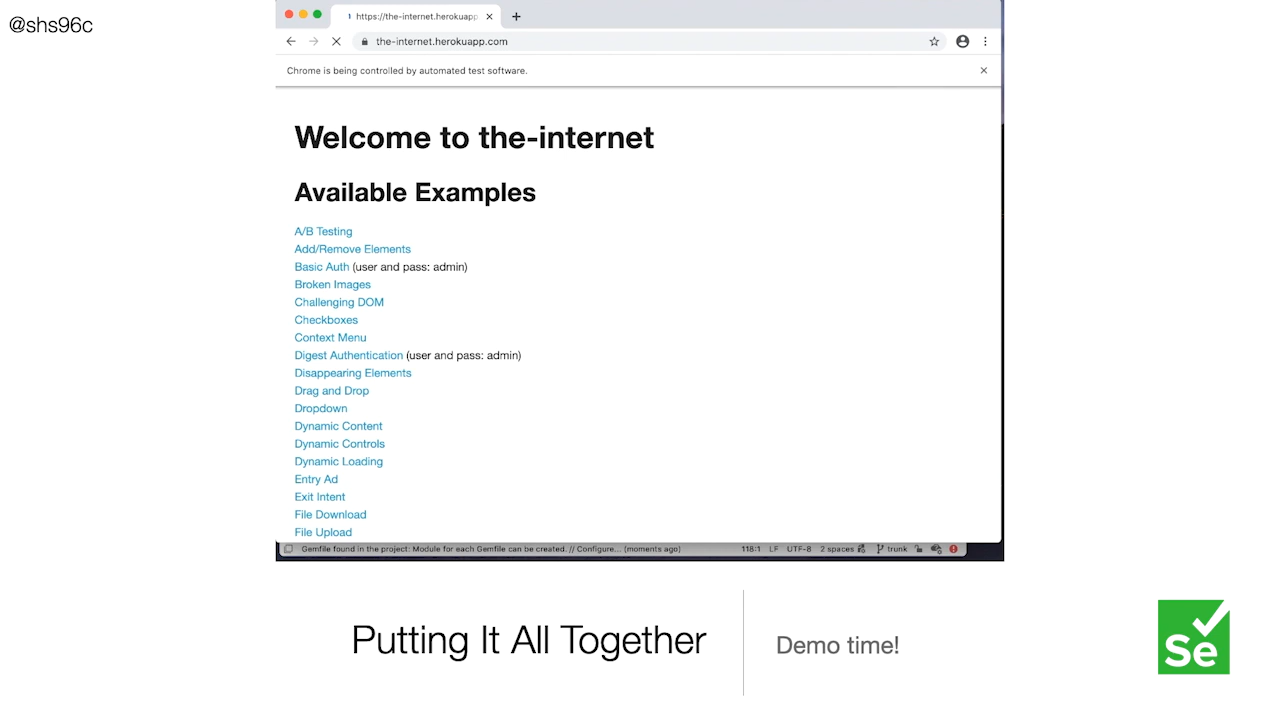 @shs96c
1 https://the-internet.herokuapp
the-internet.herokuapp.com
Chrome is being controlled by automated test software.
Welcome to the-internet
Available Examples
A/B Testing
Add/Remove Elements
Basic Auth (user and pass: admin)
Broken Images
Challenging DOM
Checkboxes
Context Menu
Digest Authentication (user and pass: admin)
Disappearing Elements
Drag and Drop
Dropdown
Dynamic Content
Dynamic Controls
Dynamic Loading
Entry Ad
Exit Intent
File Download
File Upload
Gemfile found in the project: Module for each Gemfile can be created. // Configure... (moments ago) 118:1 LF UTF-8 2 spaces trunk
Putting It All Together
Demo time!
Se